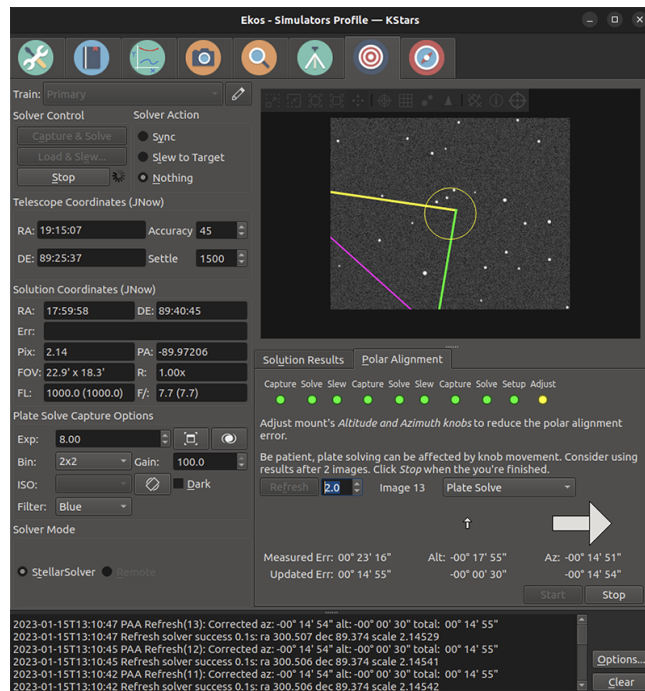 Ekos - Simulators Profile — KStars
Train: Primary
Solver Control
Solver Action
Capture & Solve
Sync
Load & Slew...
Slew to Target
Stop
Nothing
Telescope Coordinates (JNow)
RA: 19:15:07 Accuracy 45
DE: 89:25:37 Settle 1500
Solution Coordinates (JNow)
RA: 17:59:58 DE: 89:40:45
Err:
Pix: 2.14 PA: -89.97206
FOV: 22.9' x 18.3' R: 1.00x
FL: 1000.0 (1000.0) F/: 7.7 (7.7)
Plate Solve Capture Options
Exp: 8.00
Bin: 2x2 Gain: 100.0
ISO: Dark
Filter: Blue
Solver Mode
StellarSolver Remote
Solution Results Polar Alignment
Capture Solve Slew Capture Solve Slew Capture Solve Setup Adjust
Adjust mount's Altitude and Azimuth knobs to reduce the polar alignment
error.
Be patient, plate solving can be affected by knob movement. Consider using
results after 2 images. Click Stop when the you're finished.
Refresh 2.0 Image 13 Plate Solve
Measured Err: 00° 23' 16" Alt: -00° 17' 55" Az: -00° 14' 51"
Updated Err: 00° 14' 55" -00° 00' 30" -00° 14' 54"
Start Stop
2023-01-15T13:10:47 PAA Refresh(13): Corrected az: -00° 14' 54" alt: -00° 00' 30" total: 00° 14' 55"
2023-01-15T13:10:47 Refresh solver success 0.1s: ra 300.507 dec 89.374 scale 2.14529
2023-01-15T13:10:45 PAA Refresh(12): Corrected az: -00° 14' 54" alt: -00° 00' 30" total: 00° 14' 55"
2023-01-15T13:10:45 Refresh solver success 0.1s: ra 300.506 dec 89.374 scale 2.14541
2023-01-15T13:10:42 PAA Refresh(11): Corrected az: -00° 14' 54" alt: -00° 00' 30" total: 00° 14' 55"
2023-01-15T13:10:42 Refresh solver success 0.1s: ra 300.506 dec 89.374 scale 2.14542
Options...
Clear